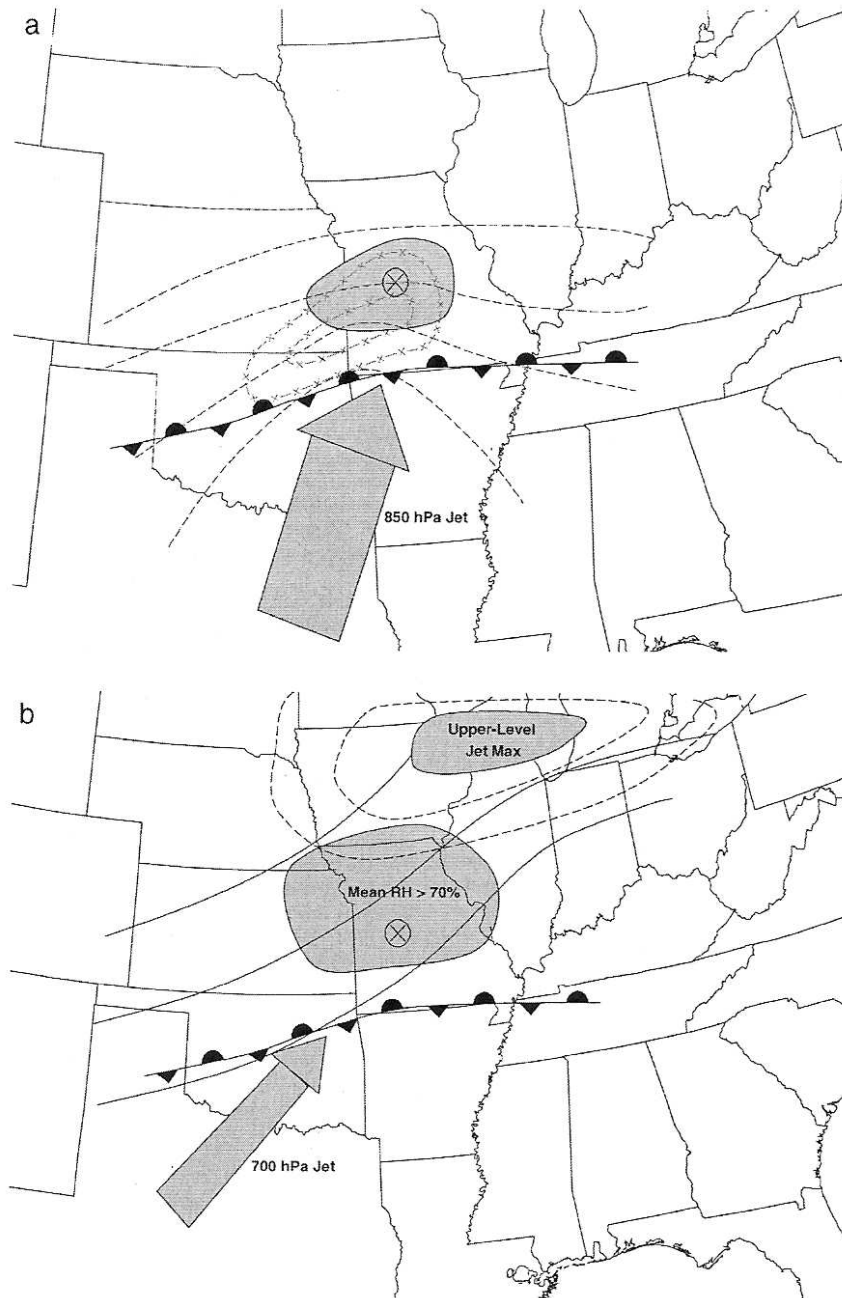 a
850 hPa Jet
b
Upper-Level
Jet Max
Mean RH > 70%
700 hPa Jet